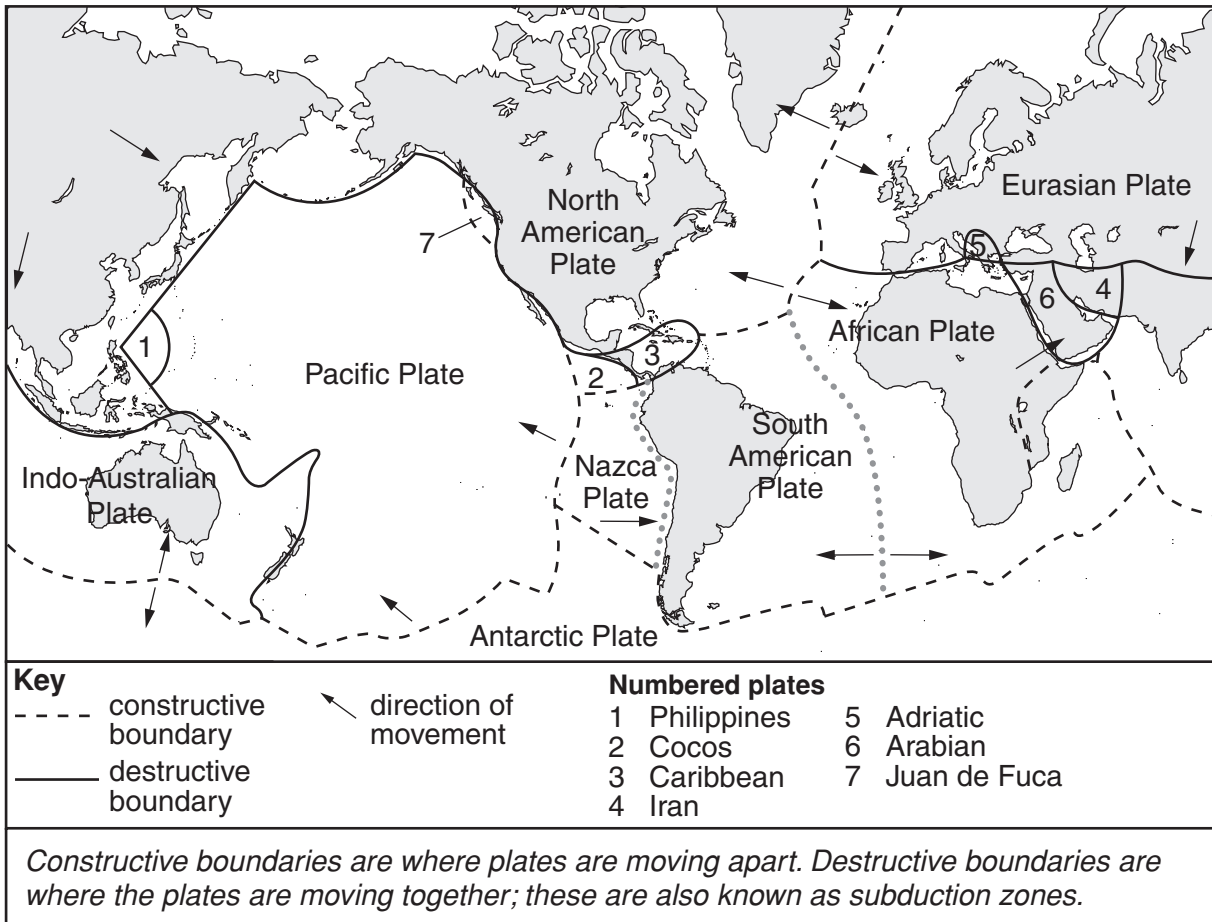 North
American
Plate
Eurasian Plate
7
5
4
6
1
3
2
African Plate
Pacific Plate
South
American
Plate
Nazca
Plate
Indo-Australian
Plate
Antarctic Plate
Key
constructive
boundary
destructive
boundary
direction of
movement
Numbered plates
1 Philippines
2 Cocos
3 Caribbean
4 Iran
5 Adriatic
6 Arabian
7 Juan de Fuca
Constructive boundaries are where plates are moving apart. Destructive boundaries are
where the plates are moving together; these are also known as subduction zones.